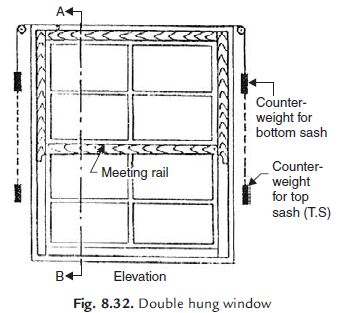 A
Counter-
weight for
bottom sash
Meeting rail
Counter-
weight
for top
sash (T.S)
B
Elevation
Fig. 8.32. Double hung window